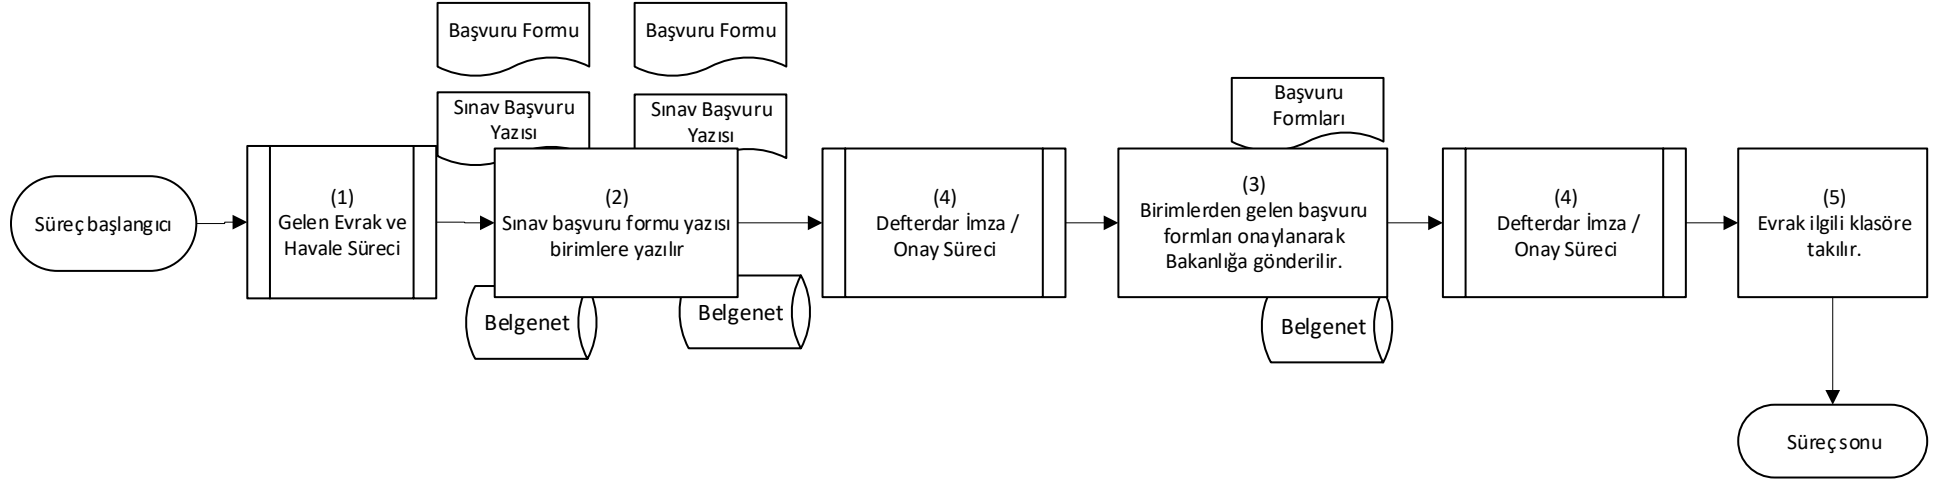 Başvuru Formu
Başvuru Formu
Sınav Başvuru
Yazısı
Sınav Başvuru
Yazısı
Başvuru
Formları
Süreç başlangıcı
(1)
Gelen Evrak ve
Havale Süreci
(2)
Sınav başvuru formu yazısı
birimlere yazılır
(4)
Defterdar İmza /
Onay Süreci
(3)
Birimlerden gelen başvuru
formları onaylanarak
Bakanlığa gönderilir.
(4)
Defterdar İmza /
Onay Süreci
(5)
Evrak ilgili klasöre
takılır.
Belgenet
Belgenet
Belgenet
Süreç sonu